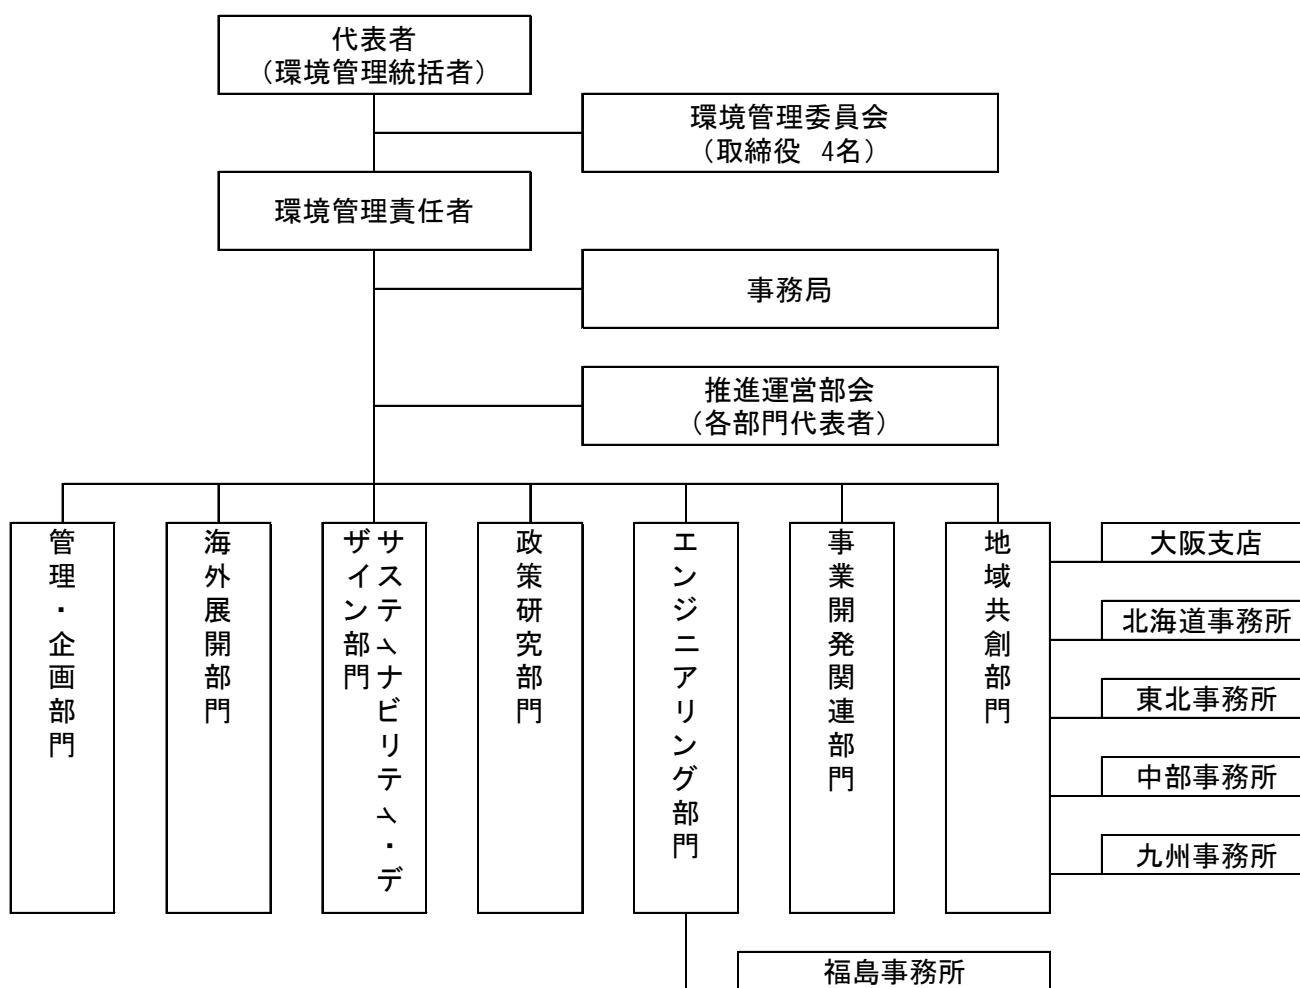 代表者
（環境管理統括者）
環境管理委員会
（取締役 4名）
環境管理責任者
事務局
推進運営部会
（各部門代表者）
管理・企画部門
海外展開部門
サスティナビリティ・デ
ザイン部門
政策研究部門
エンジニアリング部門
事業開発関連部門
地域共創部門
大阪支店
北海道事務所
東北事務所
中部事務所
九州事務所
福島事務所